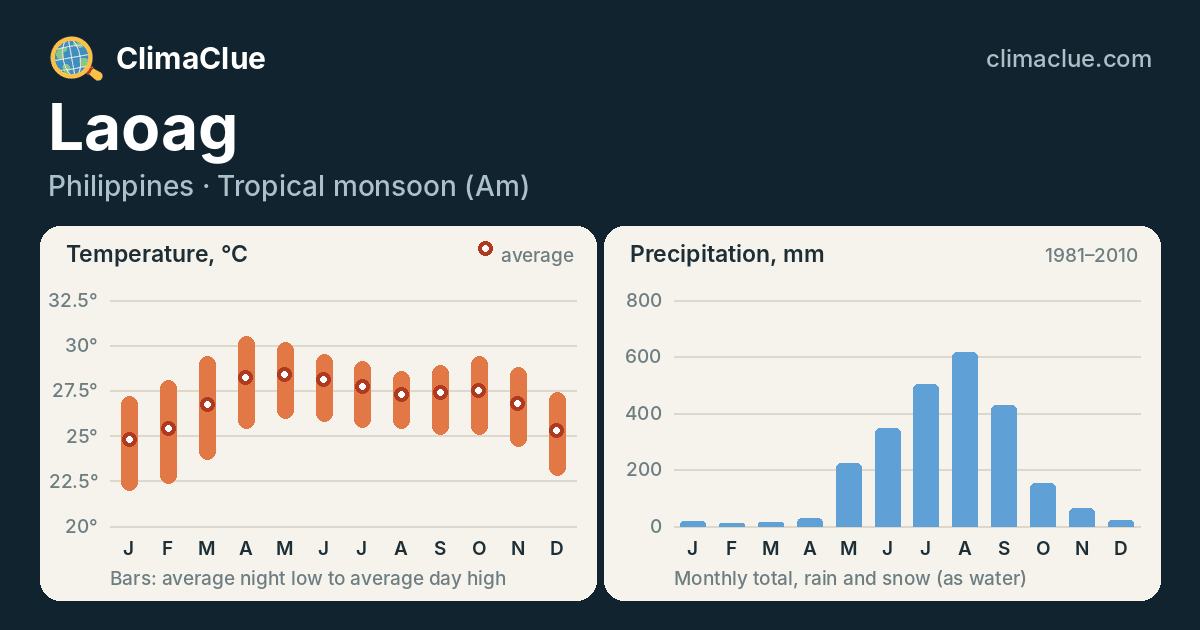 ClimaClue
climaclue.com
Laoag
Philippines · Tropical monsoon (Am)
Temperature, °C
average
32.5°
30°
27.5°
25°
22.5°
20°
J F M A M J J A S O N D
Bars: average night low to average day high
Precipitation, mm
1981–2010
800
600
400
200
0
J F M A M J J A S O N D
Monthly total, rain and snow (as water)